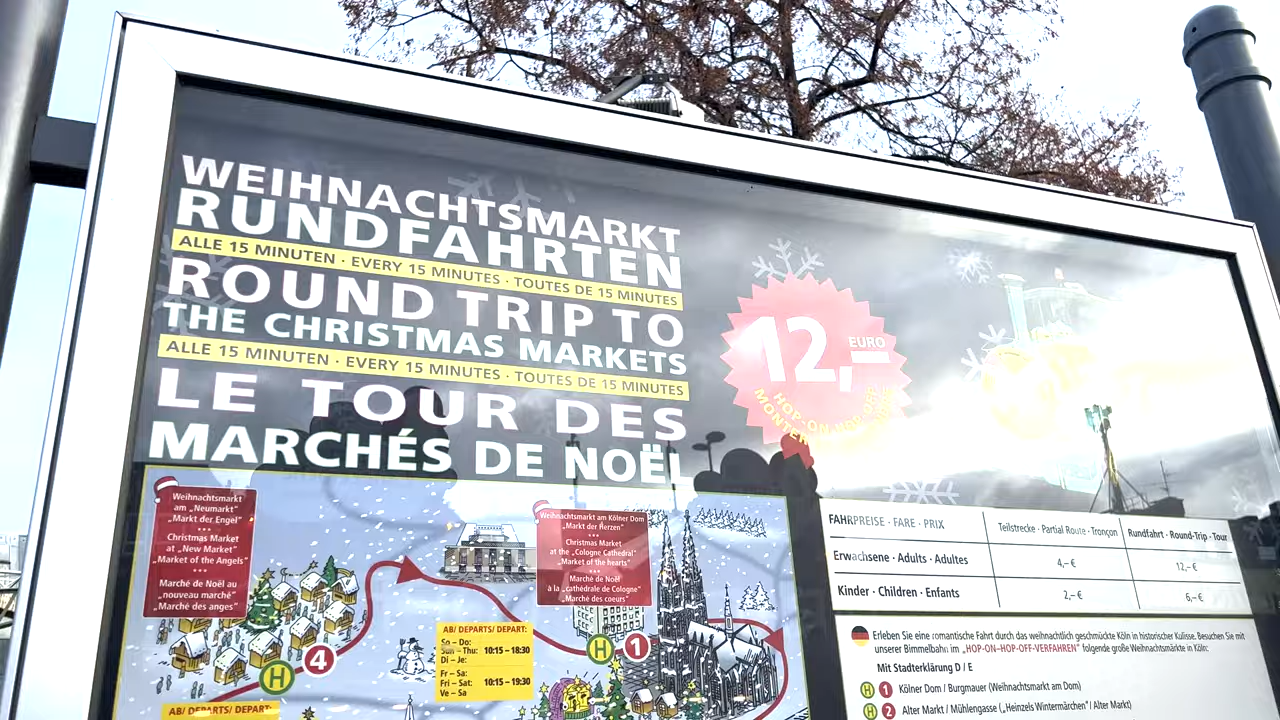 WEIHNACHTSMARKT
RUNDFAHRTEN
ALLE 15 MINUTEN · EVERY 15 MINUTES · TOUTES DE 15 MINUTES
ROUND TRIP TO
THE CHRISTMAS MARKETS
ALLE 15 MINUTEN · EVERY 15 MINUTES · TOUTES DE 15 MINUTES
LE TOUR DES
MARCHÉS DE NOËL
12,–
EURO
HOP-ON HOP-OFF
MONTER
Weihnachtsmarkt
am „Neumarkt"
„Markt der Engel"
***
Christmas Market
at „New Market"
„Market of the Angels"
***
Marché de Noël au
„nouveau marché"
„Marché des anges"
Weihnachtsmarkt am Kölner Dom
„Markt der Herzen"
***
Christmas Market
at the „Cologne Cathedral"
„Market of the hearts"
***
Marché de Noël
à la „cathédrale de Cologne"
„Marché des coeurs"
H 4
H 1
AB/ DEPARTS/ DEPART:
So – Do:
Sun – Thu: 10:15 – 18:30
Di – Je:
Fr – Sa:
Fri – Sat: 10:15 – 19:30
Ve – Sa
AB/ DEPARTS/ DEPART:
FAHRPREISE · FARE · PRIX
Teilstrecke · Partial Route · Tronçon
Rundfahrt · Round-Trip · Tour
Erwachsene · Adults · Adultes
4,– €
12,– €
Kinder · Children · Enfants
2,– €
6,– €
Erleben Sie eine romantische Fahrt durch das weihnachtlich geschmückte Köln in historischer Kulisse. Besuchen Sie mit
unserer Bimmelbahn im „HOP-ON-HOP-OFF-VERFAHREN" folgende große Weihnachtsmärkte in Köln:
Mit Stadterklärung D / E
H 1 Kölner Dom / Burgmauer (Weihnachtsmarkt am Dom)
H 2 Alter Markt / Mühlengasse („Heinzels Wintermärchen"/ Alter Markt)